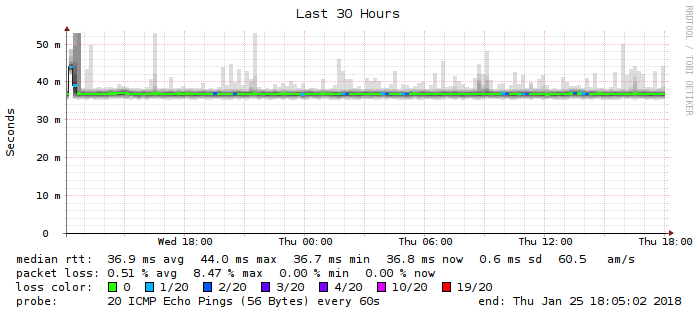 Last 30 Hours
RRDTOOL / TOBI OETIKER
Seconds
50 m
40 m
30 m
20 m
10 m
0
Wed 18:00 Thu 00:00 Thu 06:00 Thu 12:00 Thu 18:00
median rtt: 36.9 ms avg 44.0 ms max 36.7 ms min 36.8 ms now 0.6 ms sd 60.5 am/s
packet loss: 0.51 % avg 8.47 % max 0.00 % min 0.00 % now
loss color: 0 1/20 2/20 3/20 4/20 10/20 19/20
probe: 20 ICMP Echo Pings (56 Bytes) every 60s end: Thu Jan 25 18:05:02 2018